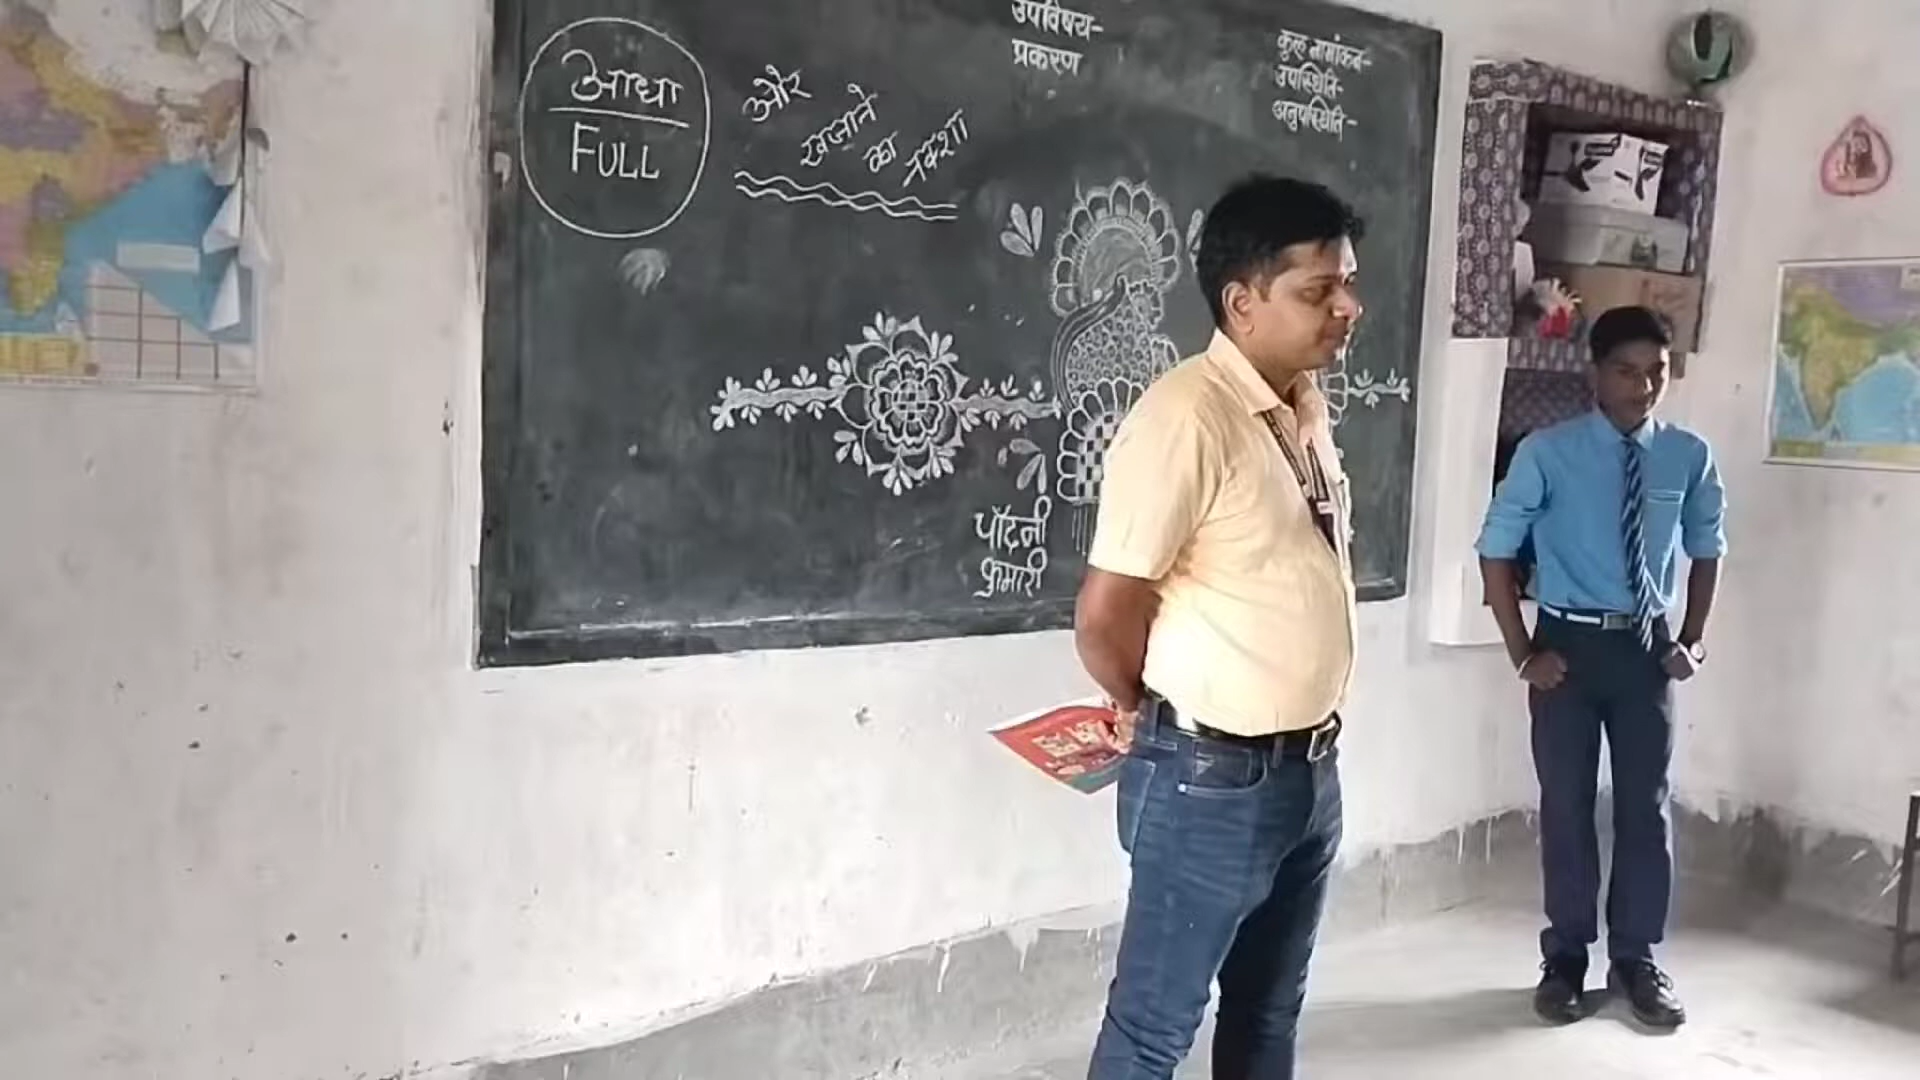 आधा
FULL
और
खजाने
का
नक्शा
उपविषय-
प्रकरण
कुल नामांकन-
उपस्थिति-
अनुपस्थिति-
चाँदनी
कुमारी